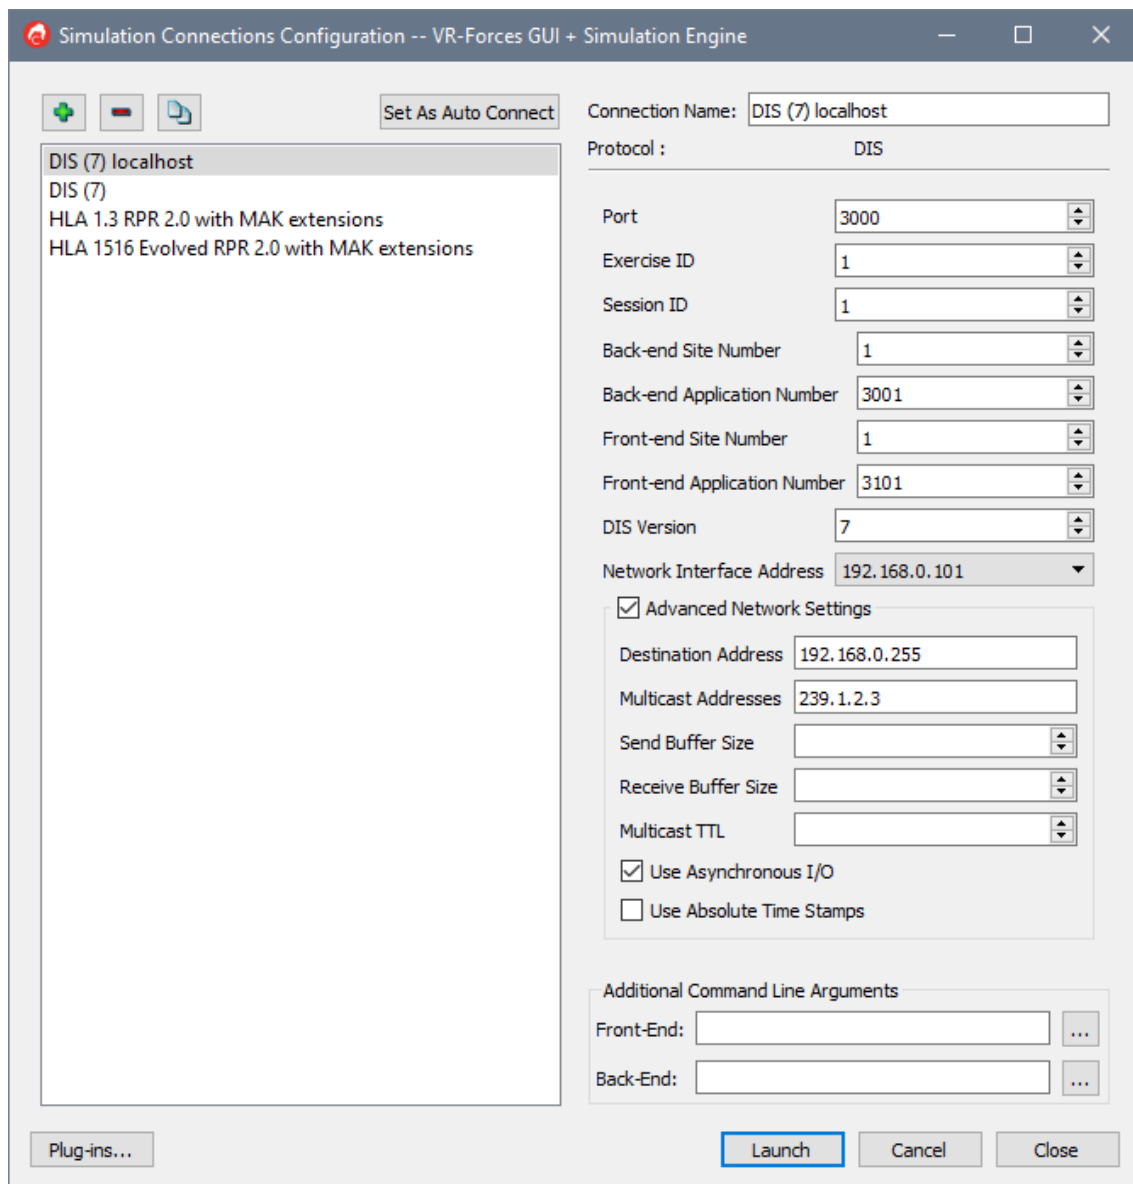 Simulation Connections Configuration -- VR-Forces GUI + Simulation Engine
Set As Auto Connect
DIS (7) localhost
DIS (7)
HLA 1.3 RPR 2.0 with MAK extensions
HLA 1516 Evolved RPR 2.0 with MAK extensions
Connection Name: DIS (7) localhost
Protocol : DIS
Port 3000
Exercise ID 1
Session ID 1
Back-end Site Number 1
Back-end Application Number 3001
Front-end Site Number 1
Front-end Application Number 3101
DIS Version 7
Network Interface Address 192.168.0.101
Advanced Network Settings
Destination Address 192.168.0.255
Multicast Addresses 239.1.2.3
Send Buffer Size
Receive Buffer Size
Multicast TTL
Use Asynchronous I/O
Use Absolute Time Stamps
Additional Command Line Arguments
Front-End: ...
Back-End: ...
Plug-ins... Launch Cancel Close